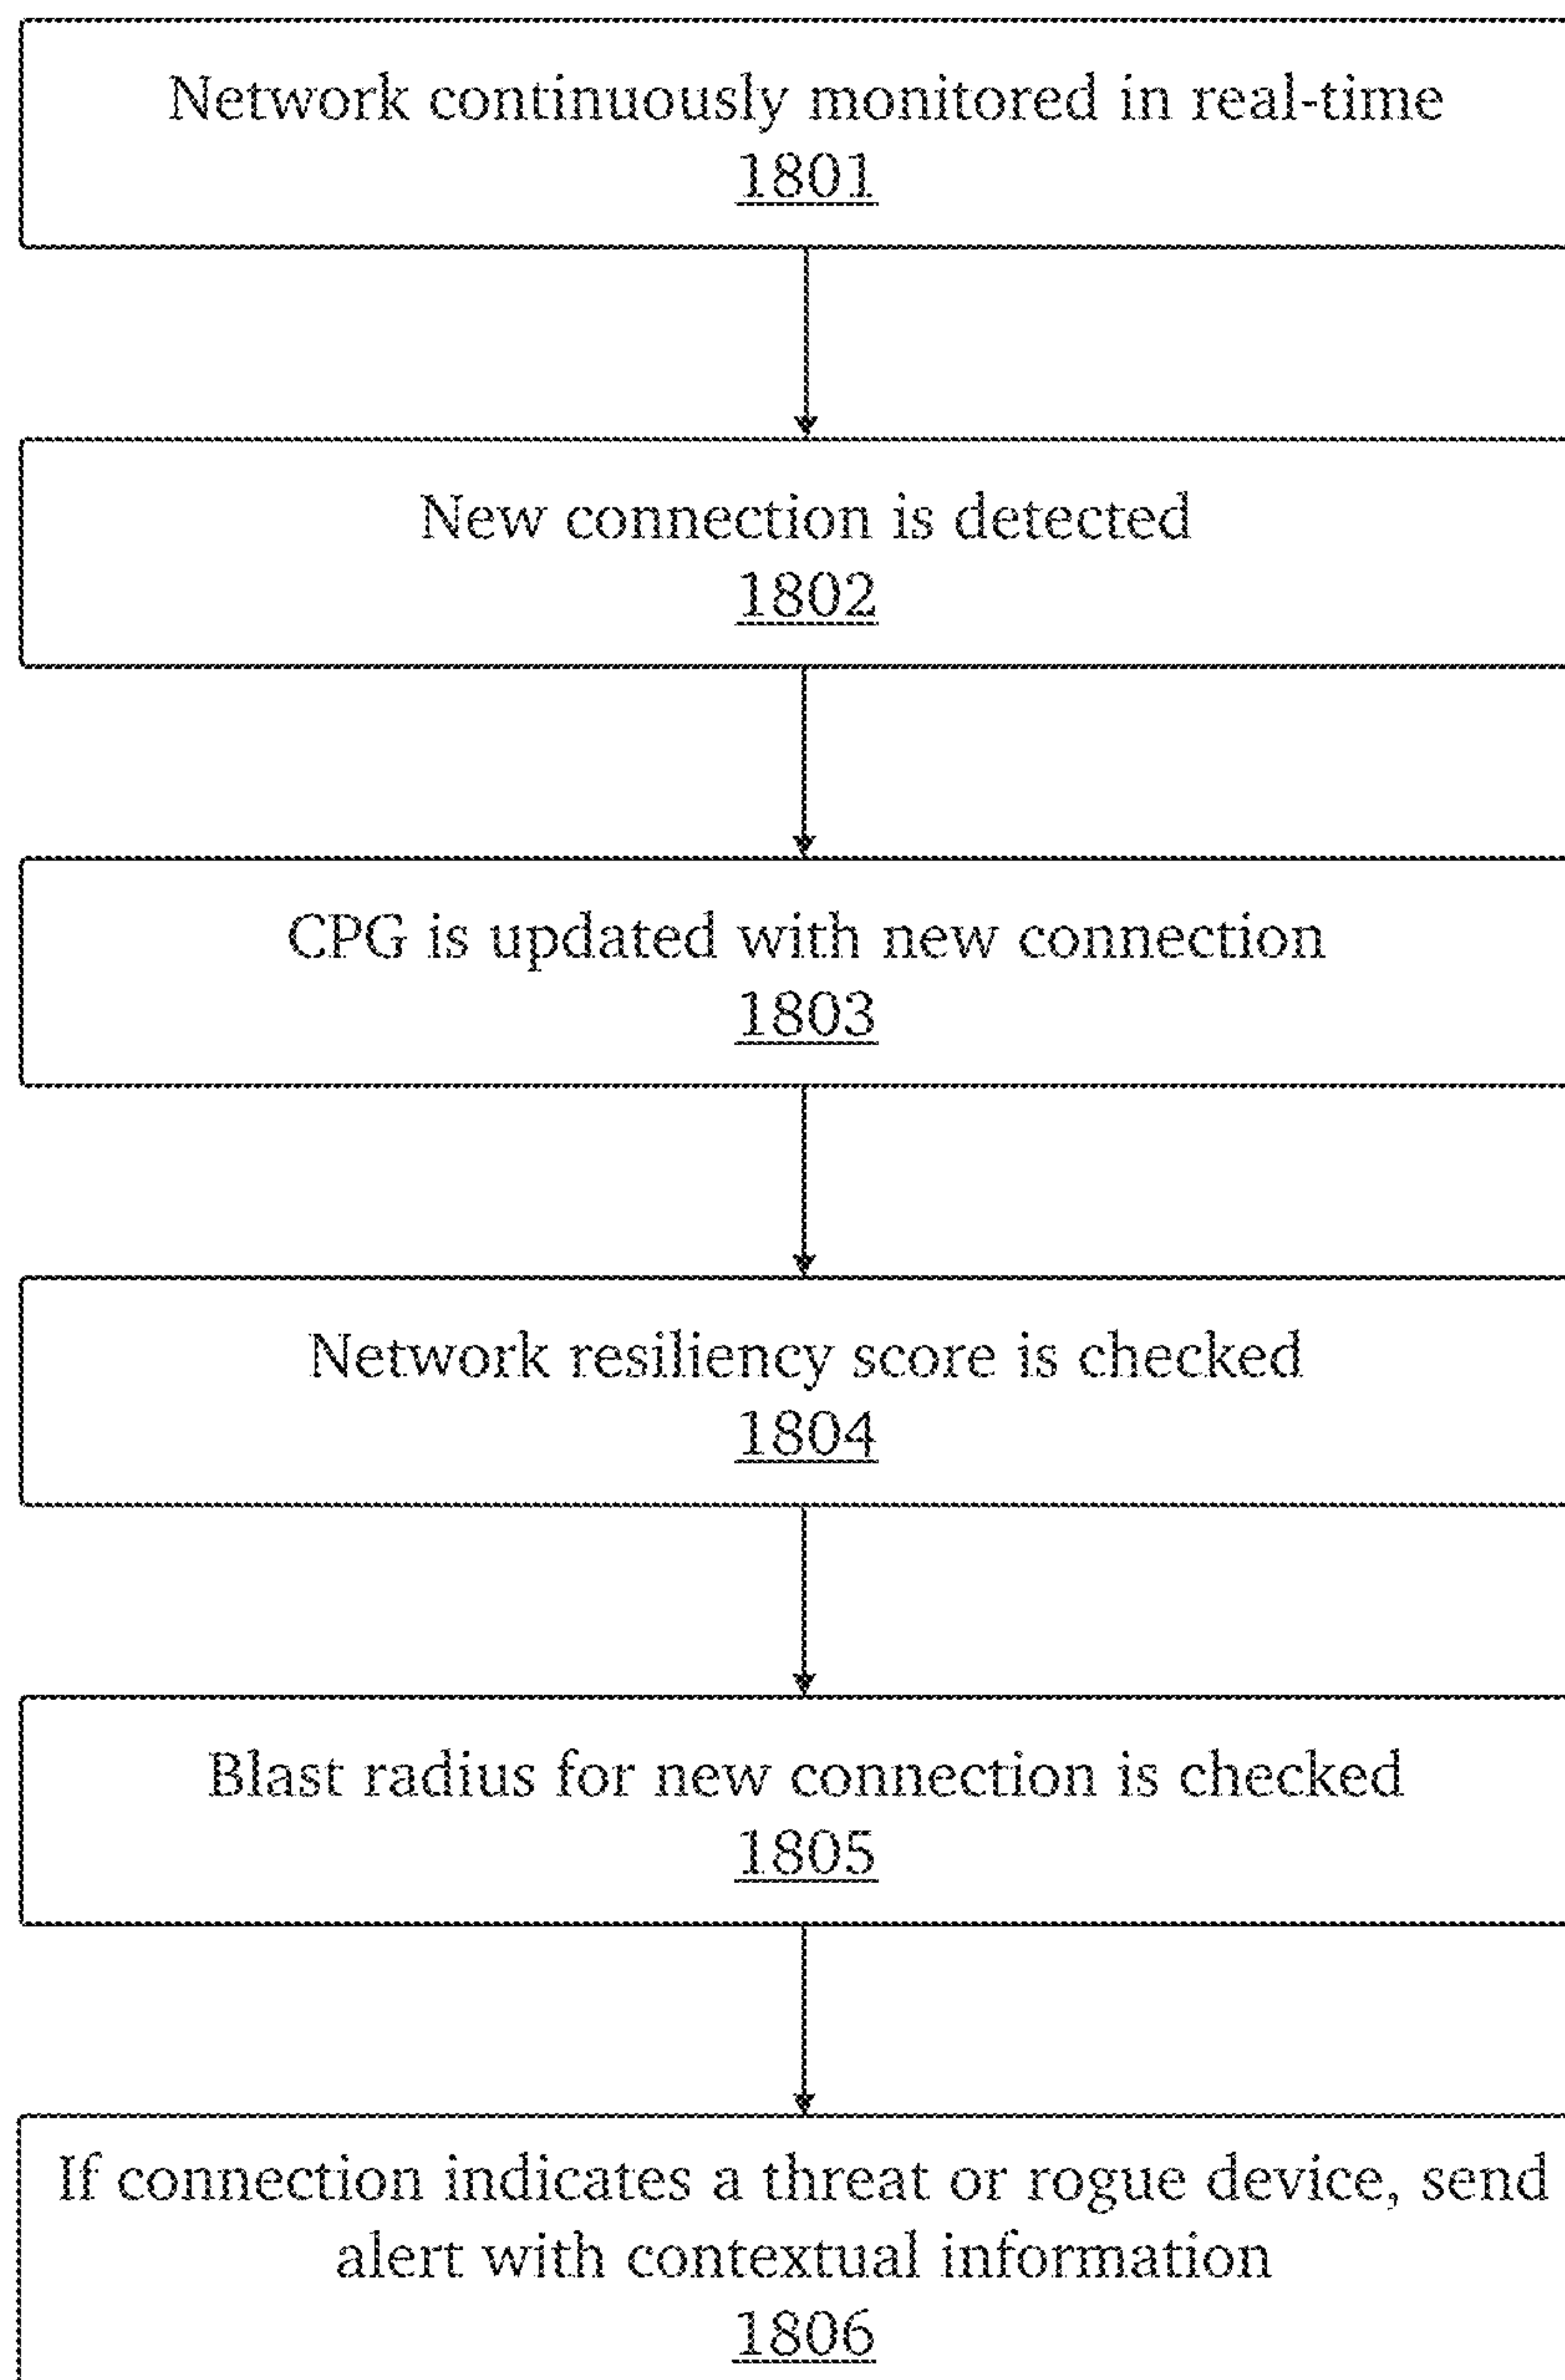 Network continuously monitored in real-time
1801
New connection is detected
1802
CPG is updated with new connection
1803
Network resiliency score is checked
1804
Blast radius for new connection is checked
1805
If connection indicates a threat or rogue device, send
alert with contextual information
1806